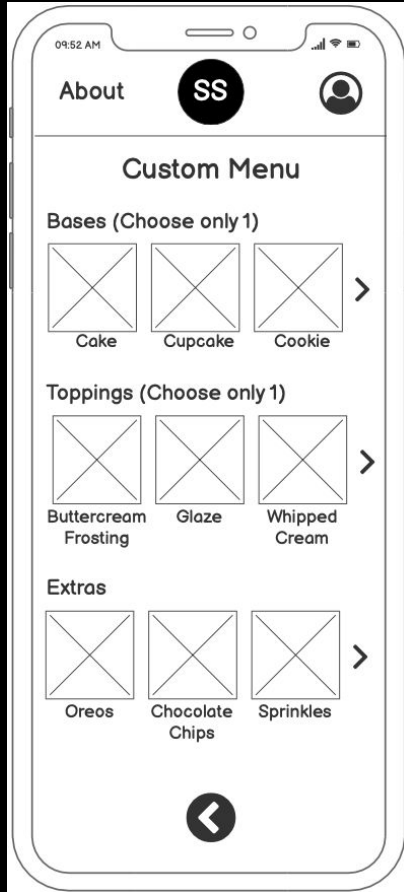 09:52 AM
About SS
Custom Menu
Bases (Choose only 1)
Cake Cupcake Cookie
Toppings (Choose only 1)
Buttercream Glaze Whipped
Frosting Cream
Extras
Oreos Chocolate Sprinkles
Chips